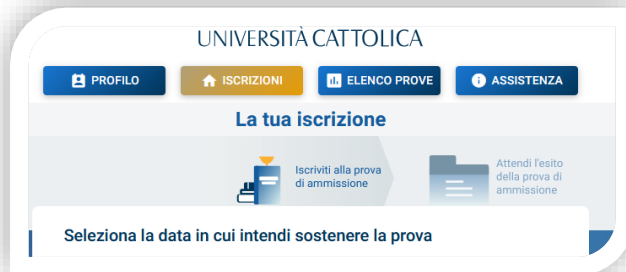 UNIVERSITÀ CATTOLICA
PROFILO
ISCRIZIONI
ELENCO PROVE
ASSISTENZA
La tua iscrizione
Iscriviti alla prova
di ammissione
Attendi l'esito
della prova di
ammissione
Seleziona la data in cui intendi sostenere la prova